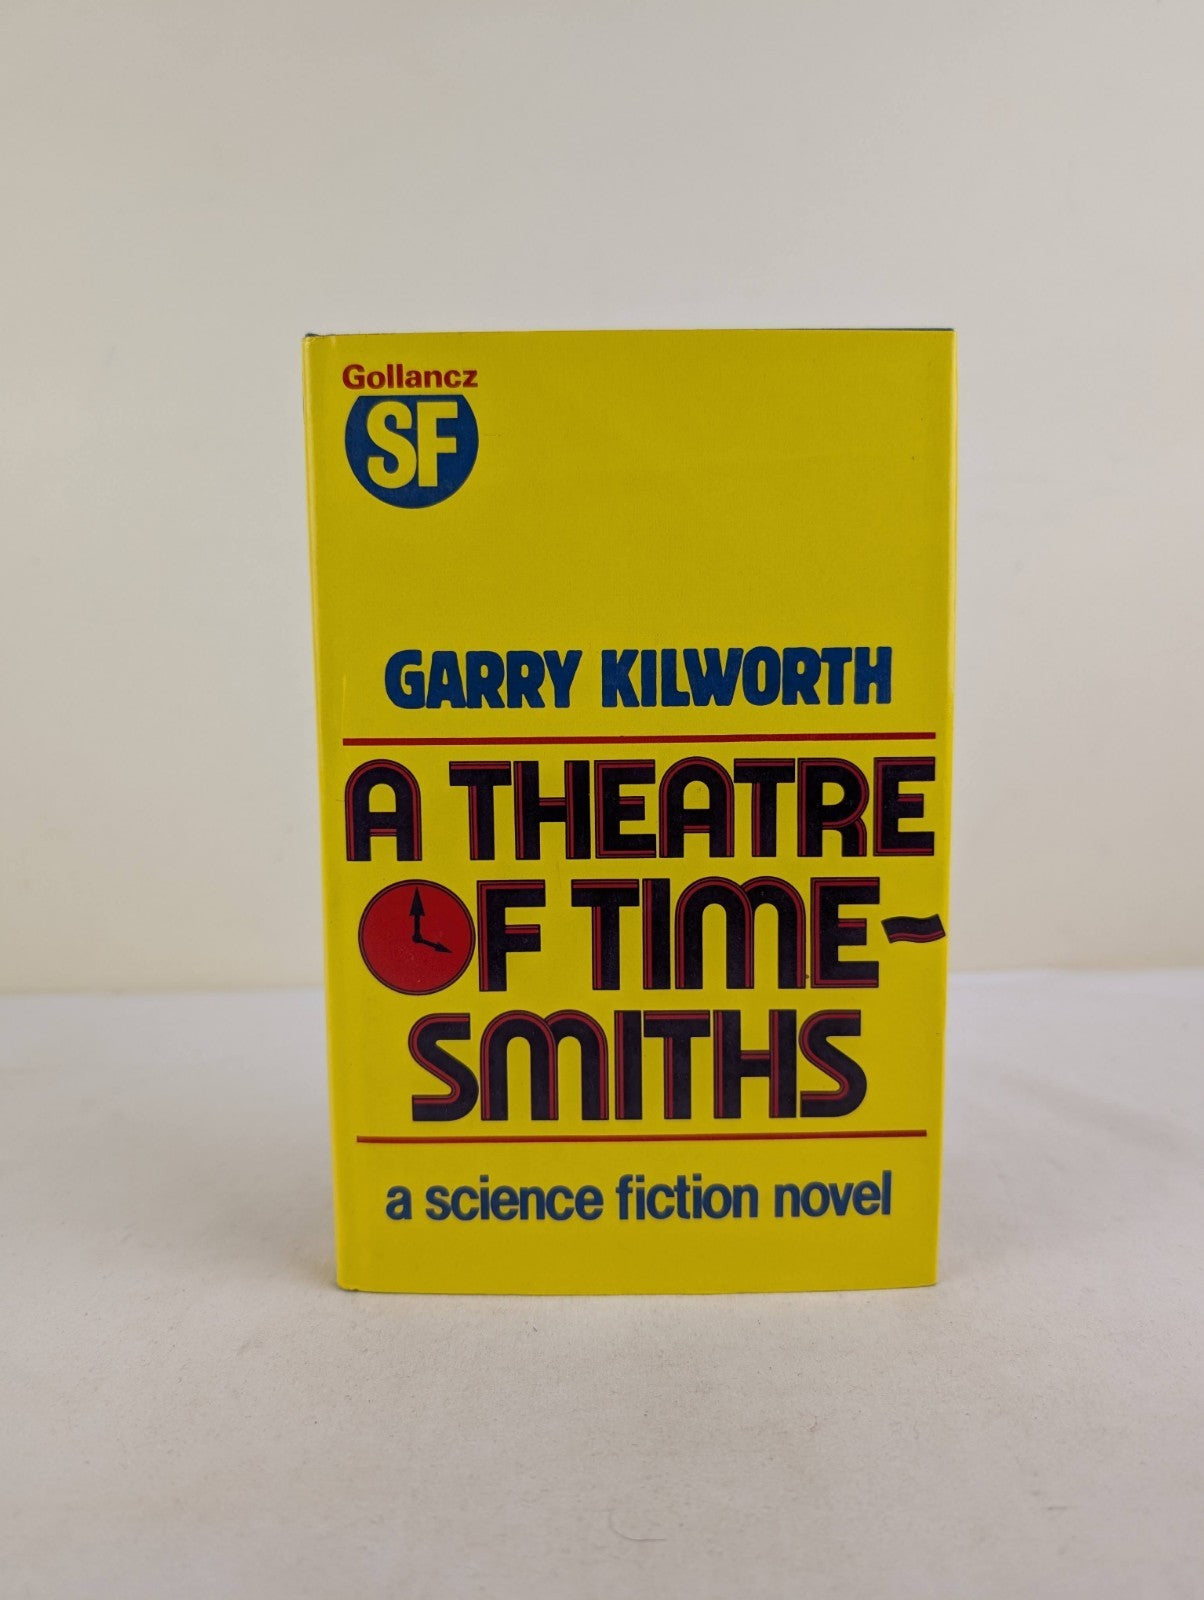 Gollancz
SF
GARRY KILWORTH
A THEATRE
OF TIME-
SMITHS
a science fiction novel